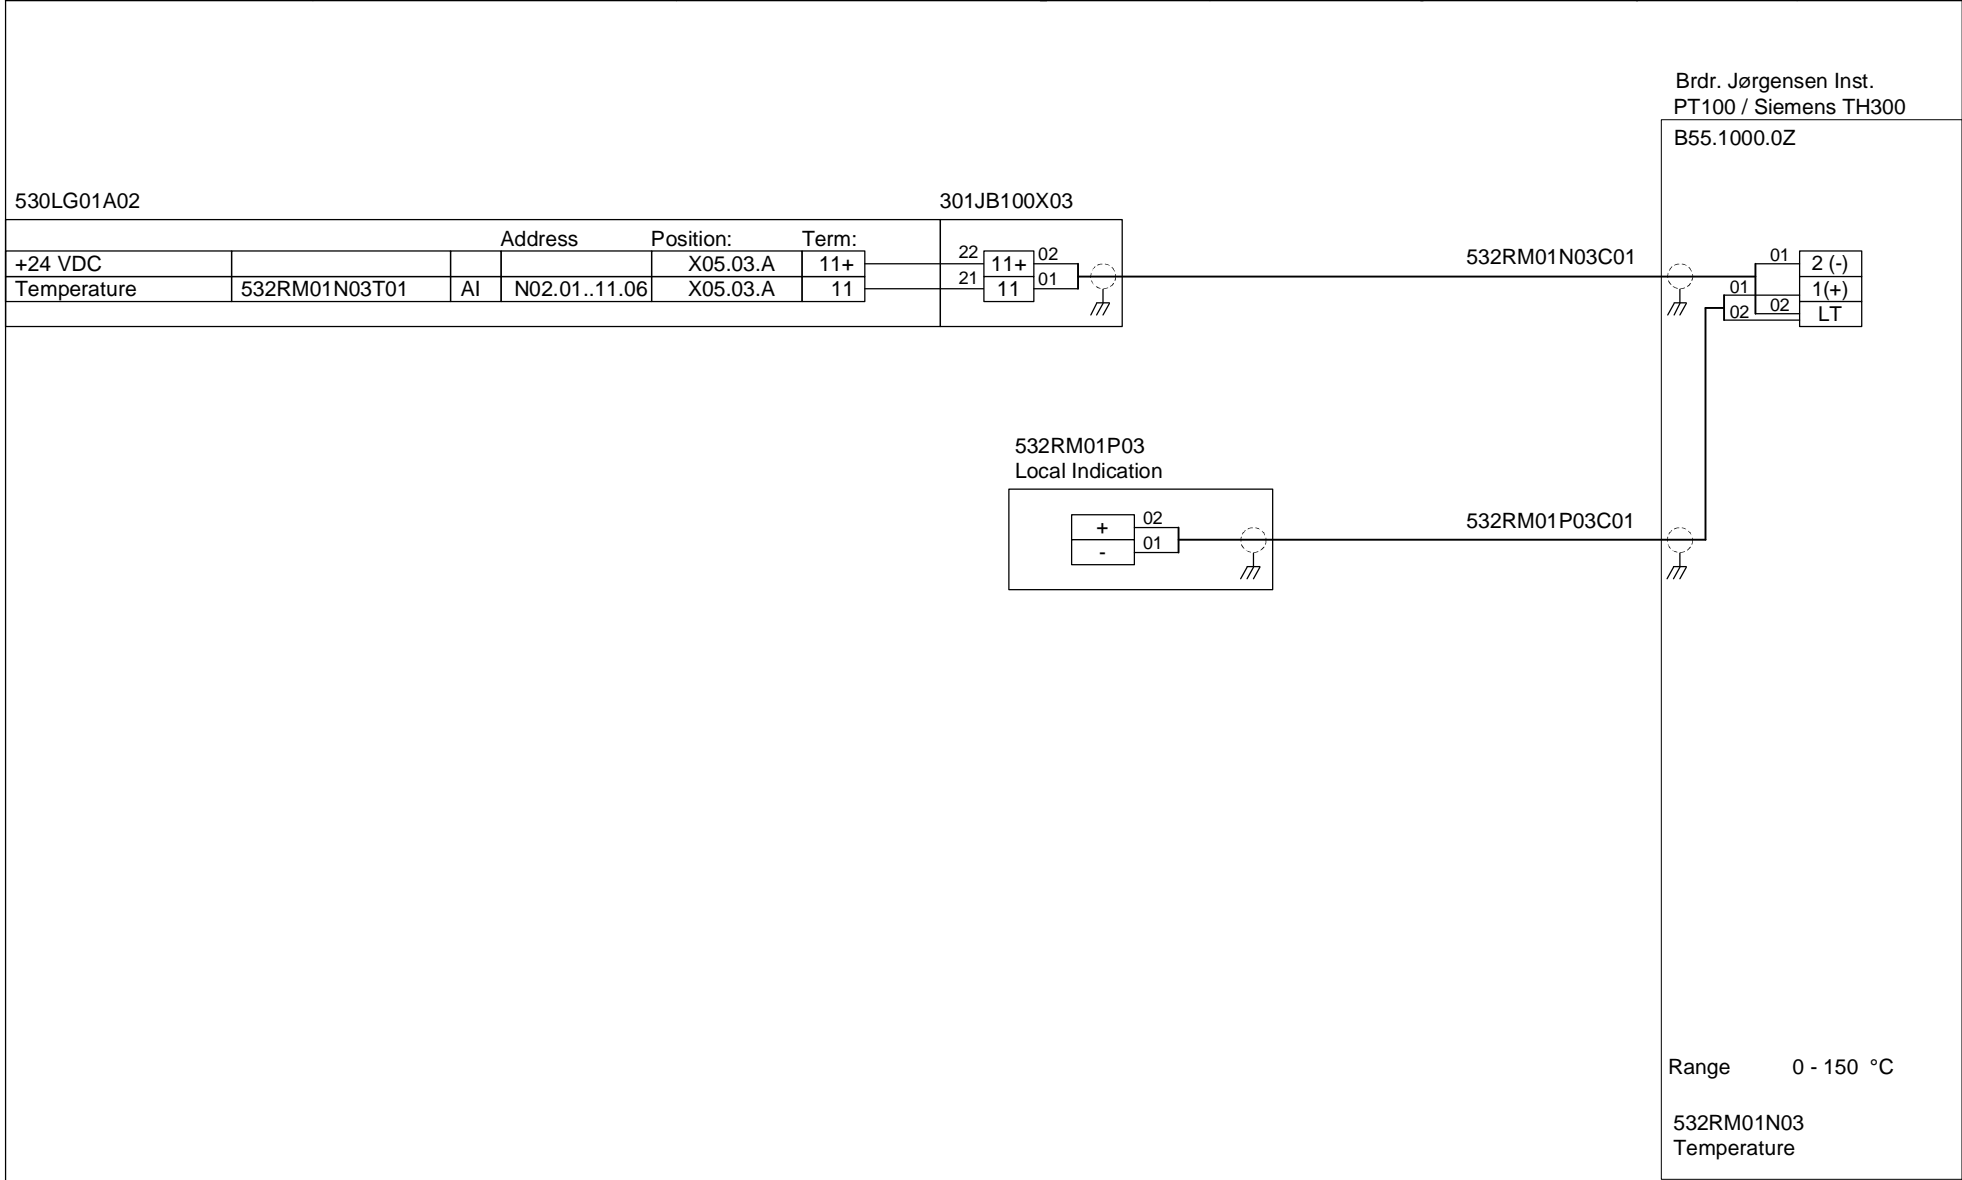 Brdr. Jørgensen Inst.
PT100 / Siemens TH300
B55.1000.0Z
530LG01A02 301JB100X03
Address Position: Term:
+24 VDC X05.03.A 11+ 22 11+ 02
Temperature 532RM01N03T01 AI N02.01..11.06 X05.03.A 11 21 11 01
532RM01N03C01
01 2 (-)
01 1(+)
02 02 LT
532RM01P03
Local Indication
+ 02
- 01
532RM01P03C01
Range 0 - 150 °C
532RM01N03
Temperature